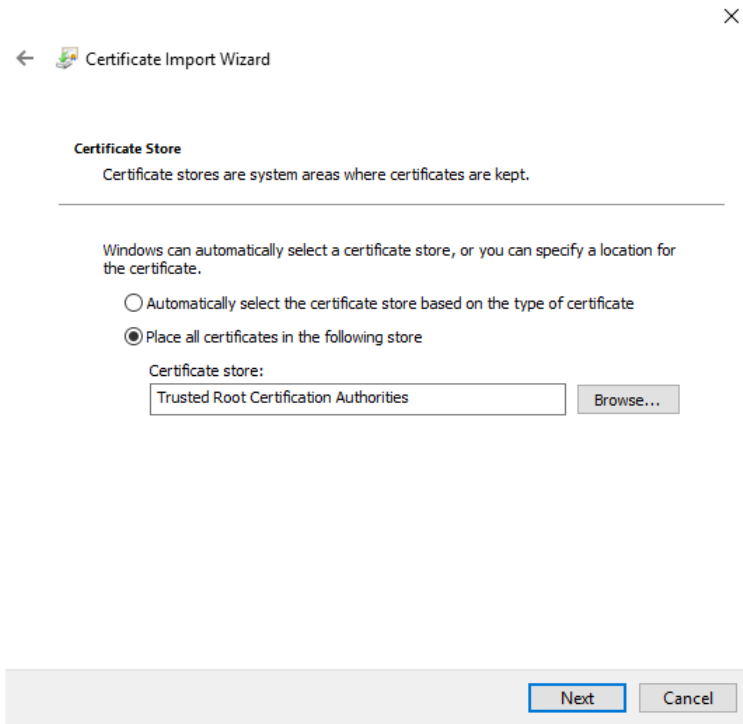 Certificate Import Wizard
Certificate Store
Certificate stores are system areas where certificates are kept.
Windows can automatically select a certificate store, or you can specify a location for
the certificate.
Automatically select the certificate store based on the type of certificate
Place all certificates in the following store
Certificate store:
Trusted Root Certification Authorities
Browse...
Next
Cancel